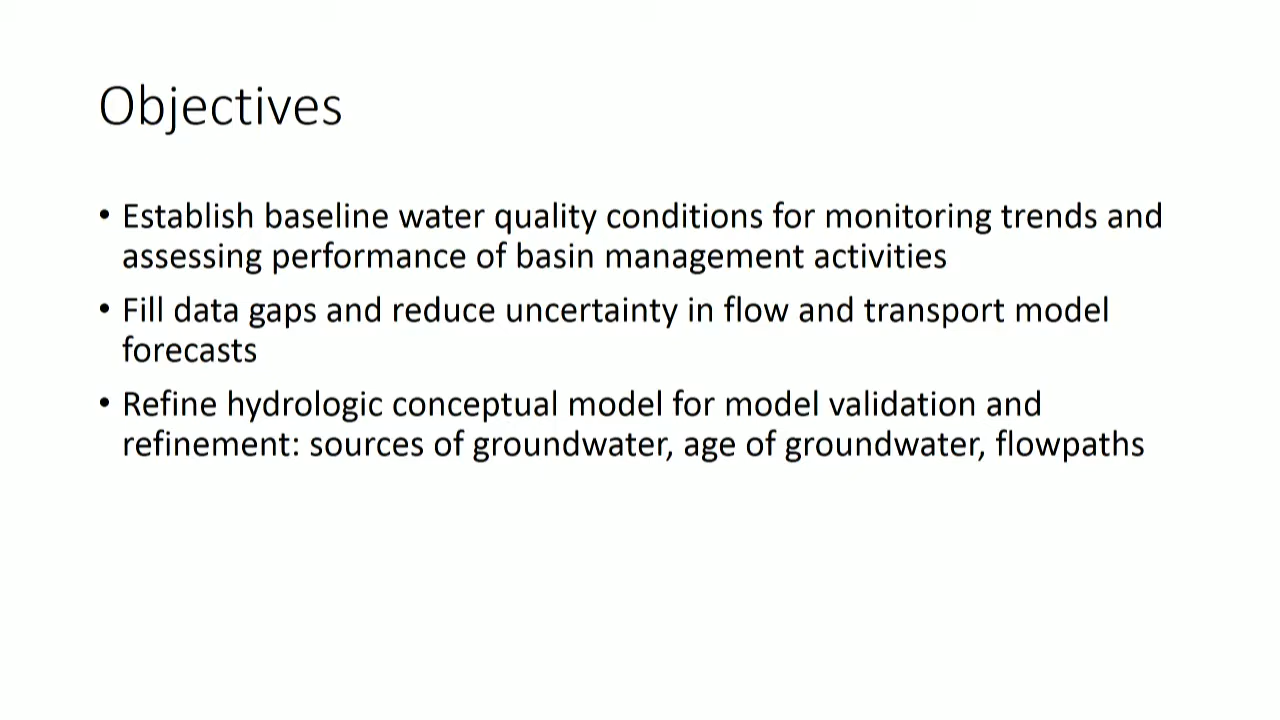 Objectives
• Establish baseline water quality conditions for monitoring trends and
assessing performance of basin management activities
• Fill data gaps and reduce uncertainty in flow and transport model
forecasts
• Refine hydrologic conceptual model for model validation and
refinement: sources of groundwater, age of groundwater, flowpaths